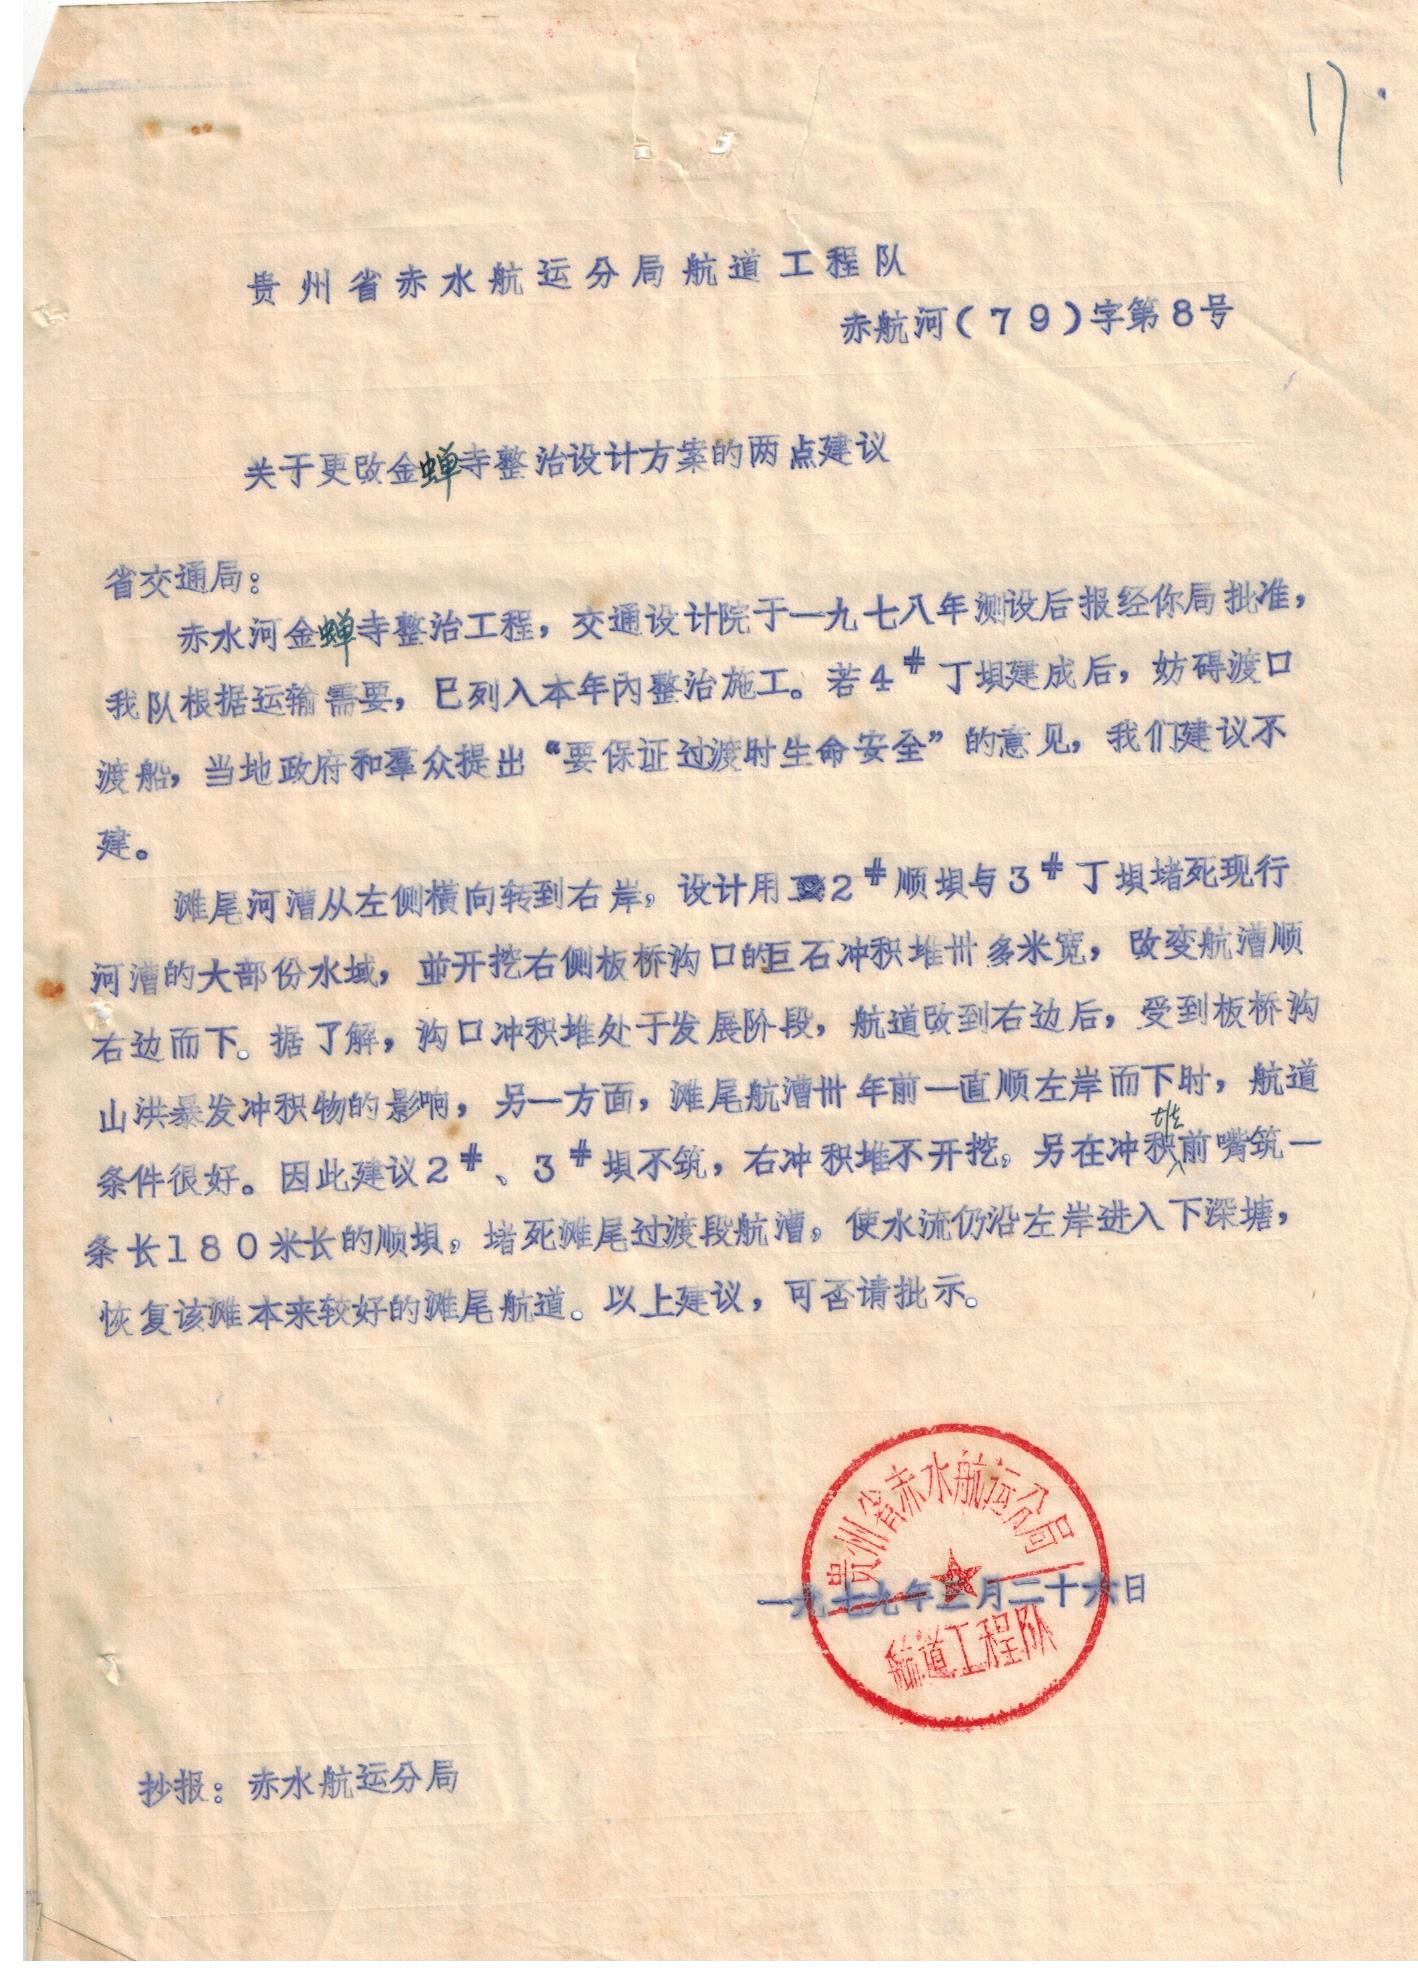 17
贵州省赤水航运分局航道工程队
赤航河(79)字第8号
关于更改金蝉寺整治设计方案的两点建议
省交通局:
赤水河金蝉寺整治工程，交通设计院于一九七八年测设后报经你局批准，
我队根据运输需要，已列入本年内整治施工。若4#丁坝建成后，妨碍渡口
渡船，当地政府和羣众提出“要保证过渡时生命安全”的意见，我们建议不
建。
滩尾河漕从左侧横向转到右岸，设计用2#顺坝与3#丁坝堵死现行
河漕的大部份水域，並开挖右侧板桥沟口的巨石冲积堆卅多米宽，改变航漕顺
右边而下。据了解，沟口冲积堆处于发展阶段，航道改到右边后，受到板桥沟
山洪暴发冲积物的影响，另一方面，滩尾航漕卅年前一直顺左岸而下时，航道
条件很好。因此建议2#、3#坝不筑，右冲积堆不开挖，另在冲积堆前嘴筑一
条长180米长的顺坝，堵死滩尾过渡段航漕，使水流仍沿左岸进入下深塘，
恢复该滩本来较好的滩尾航道。以上建议，可否请批示。
贵州省赤水航运分局
航道工程队
一九七九年三月二十六日
抄报：赤水航运分局